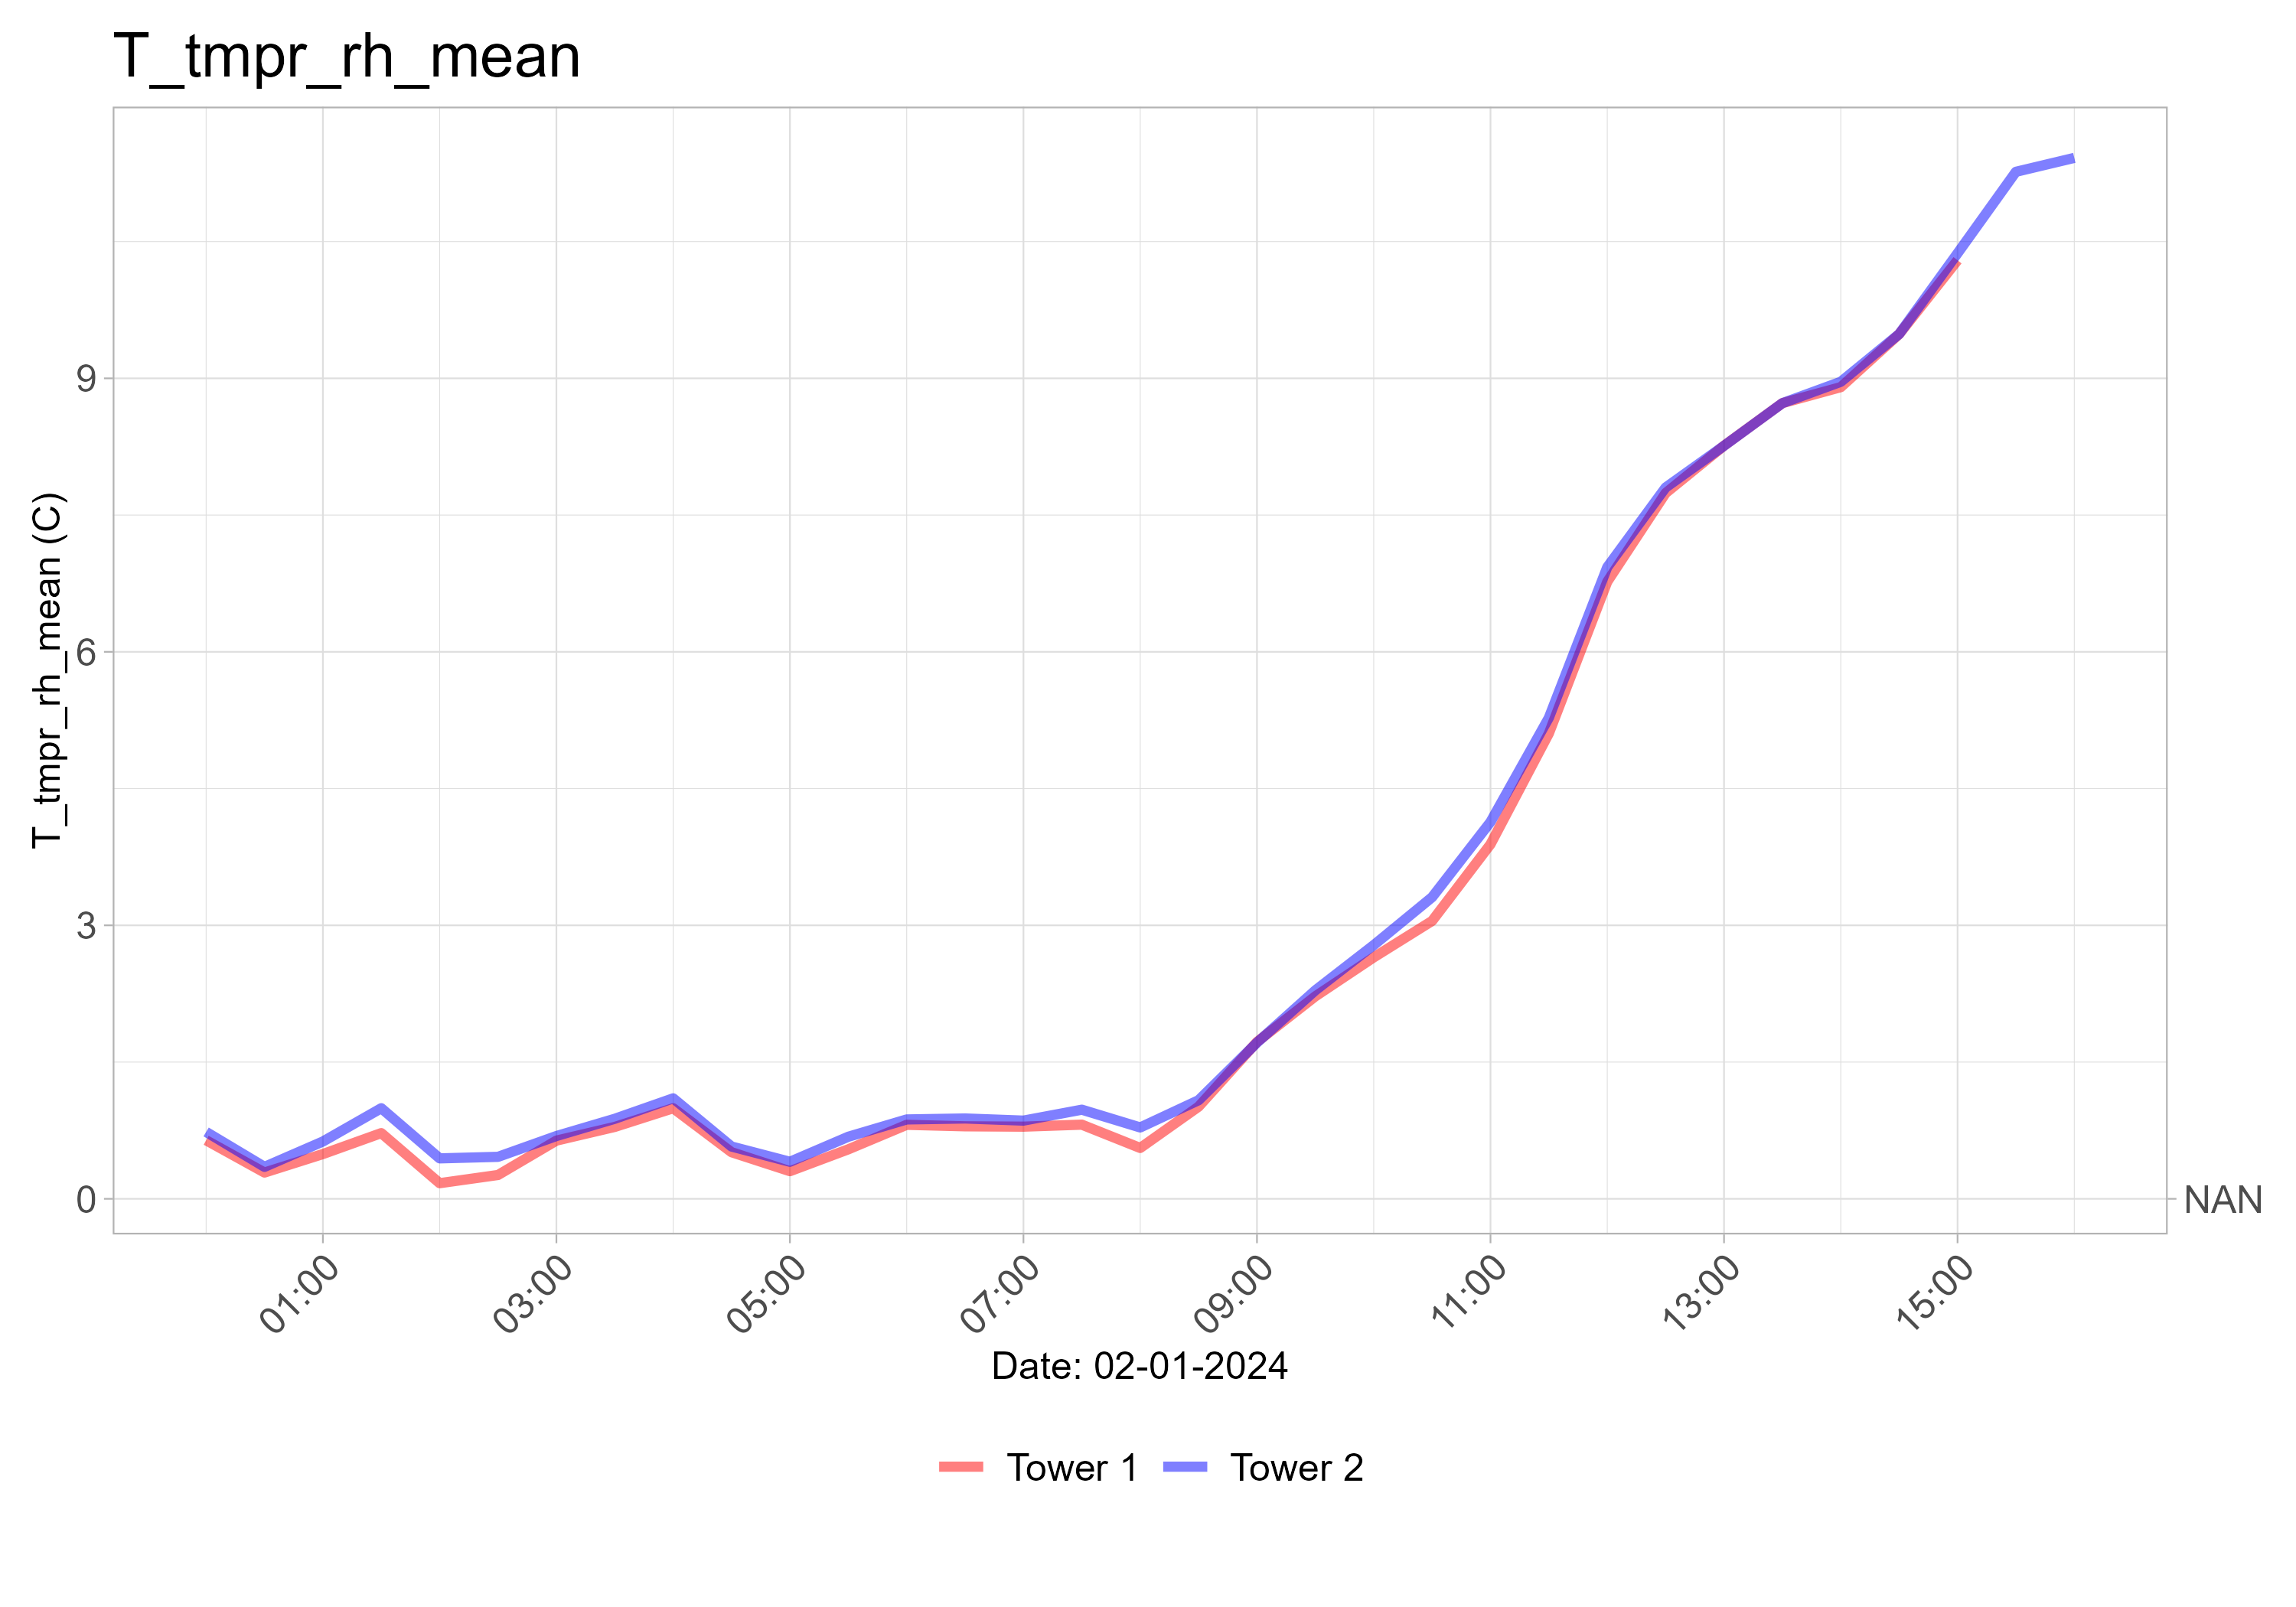 T_tmpr_rh_mean
T_tmpr_rh_mean (C)
9
6
3
0
NAN
01:00 03:00 05:00 07:00 09:00 11:00 13:00 15:00
Date: 02-01-2024
Tower 1 Tower 2